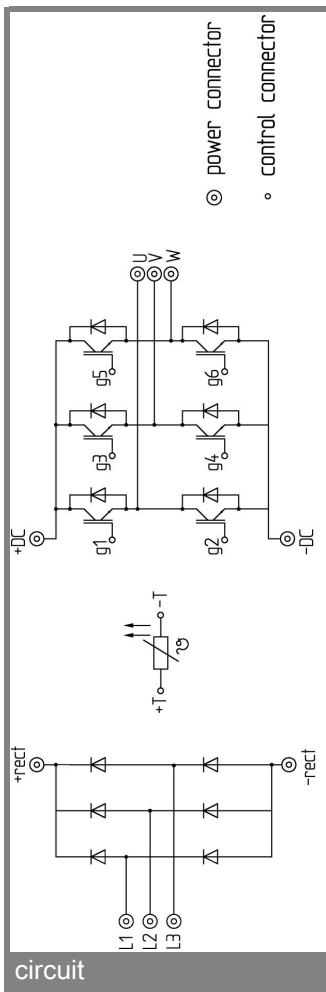 power connector
control connector
U
V
W
g5
g6
g3
g4
g1
g2
+DC
-DC
-T
+T
ϑ
+rect
-rect
L1
L2
L3
circuit